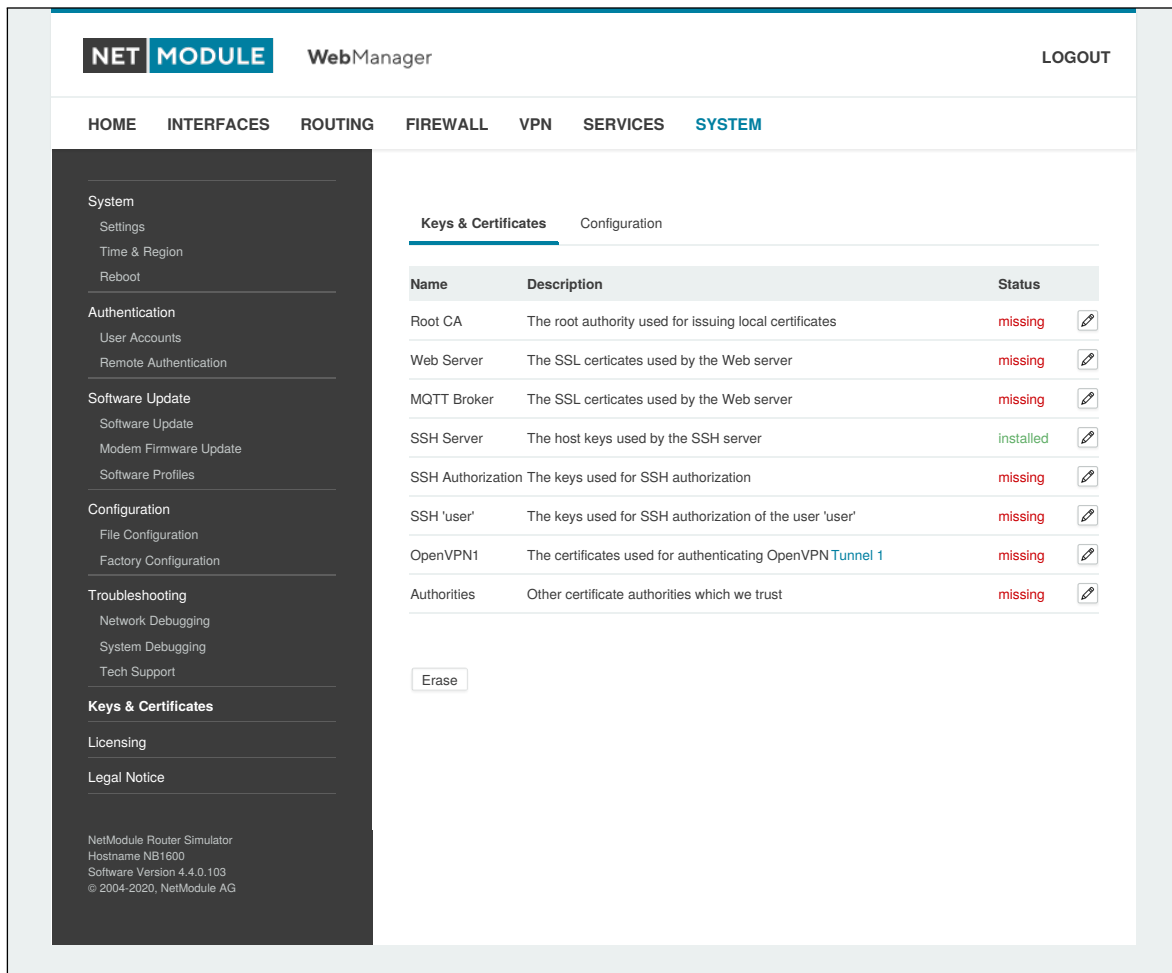 NET MODULE WebManager LOGOUT
HOME INTERFACES ROUTING FIREWALL VPN SERVICES SYSTEM
System
Settings
Time & Region
Reboot
Authentication
User Accounts
Remote Authentication
Software Update
Software Update
Modem Firmware Update
Software Profiles
Configuration
File Configuration
Factory Configuration
Troubleshooting
Network Debugging
System Debugging
Tech Support
Keys & Certificates
Licensing
Legal Notice
NetModule Router Simulator
Hostname NB1600
Software Version 4.4.0.103
© 2004-2020, NetModule AG
Keys & Certificates Configuration
Name Description Status
Root CA The root authority used for issuing local certificates missing
Web Server The SSL certicates used by the Web server missing
MQTT Broker The SSL certicates used by the Web server missing
SSH Server The host keys used by the SSH server installed
SSH Authorization The keys used for SSH authorization missing
SSH 'user' The keys used for SSH authorization of the user 'user' missing
OpenVPN1 The certificates used for authenticating OpenVPN Tunnel 1 missing
Authorities Other certificate authorities which we trust missing
Erase